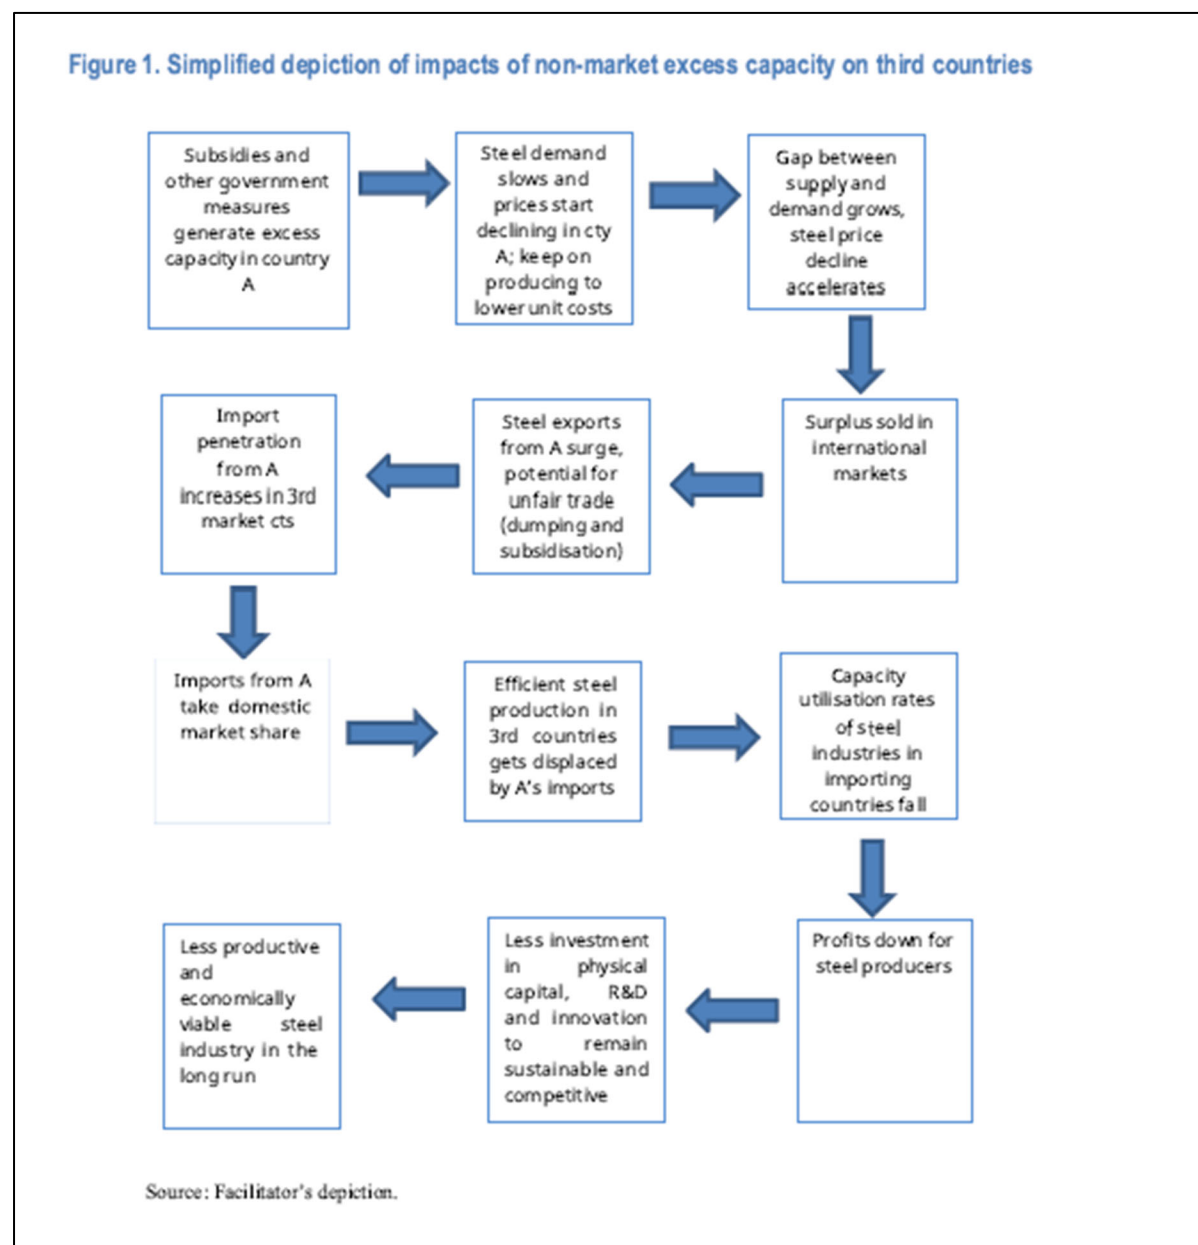 Figure 1. Simplified depiction of impacts of non-market excess capacity on third countries
Subsidies and
other government
measures
generate excess
capacity in country
A
Steel demand
slows and
prices start
declining in cty
A; keep on
producing to
lower unit costs
Gap between
supply and
demand grows,
steel price
decline
accelerates
Surplus sold in
international
markets
Steel exports
from A surge,
potential for
unfair trade
(dumping and
subsidisation)
Import
penetration
from A
increases in 3rd
market cts
Imports from A
take domestic
market share
Efficient steel
production in
3rd countries
gets displaced
by A's imports
Capacity
utilisation rates
of steel
industries in
importing
countries fall
Profits down for
steel producers
Less investment
in physical
capital, R&D
and innovation
to remain
sustainable and
competitive
Less productive
and
economically
viable steel
industry in the
long run
Source: Facilitator's depiction.